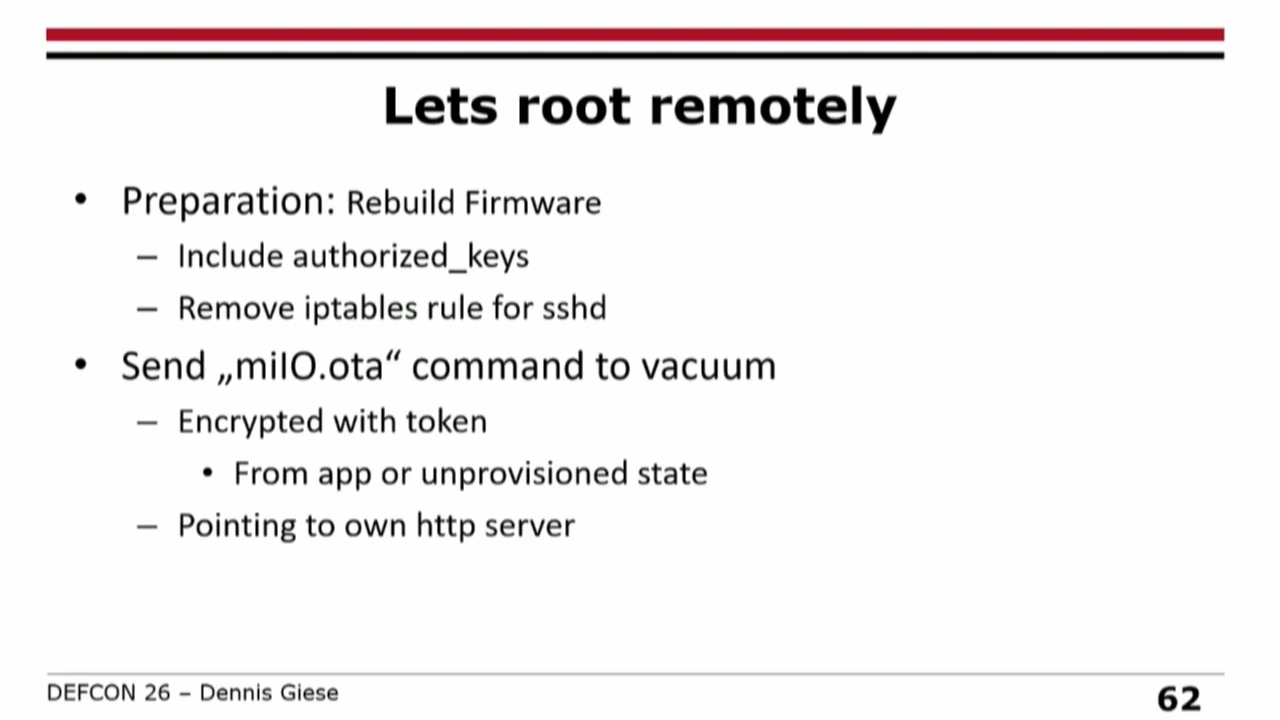 Lets root remotely
• Preparation: Rebuild Firmware
– Include authorized_keys
– Remove iptables rule for sshd
• Send „miIO.ota“ command to vacuum
– Encrypted with token
• From app or unprovisioned state
– Pointing to own http server
DEFCON 26 – Dennis Giese
62